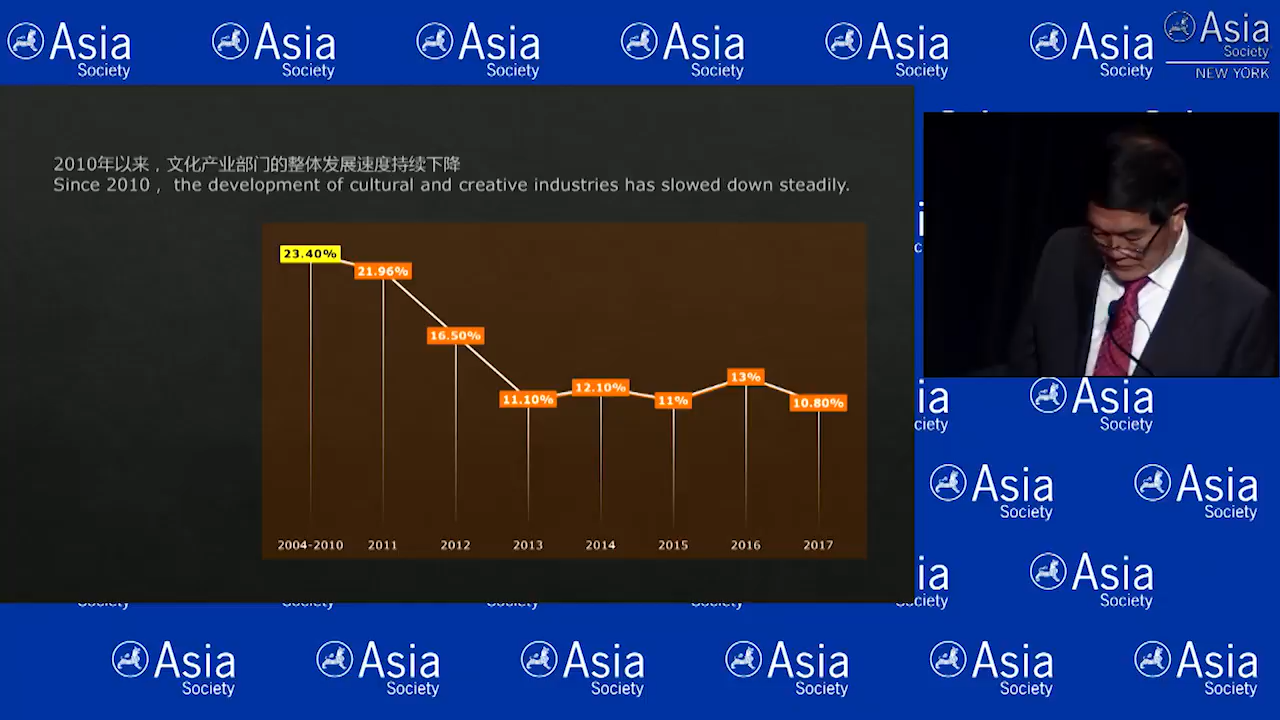 Asia Society
Asia Society
Asia Society
Asia Society
Asia Society
Asia Society
Asia Society
NEW YORK
2010年以来，文化产业部门的整体发展速度持续下降
Since 2010， the development of cultural and creative industries has slowed down steadily.
23.40%
21.96%
16.50%
11.10%
12.10%
11%
13%
10.80%
2004-2010 2011 2012 2013 2014 2015 2016 2017
Asia Society
Asia Society
Asia Society
Asia Society
Asia Society
Asia Society
Asia Society
Asia Society
Asia Society
Asia Society